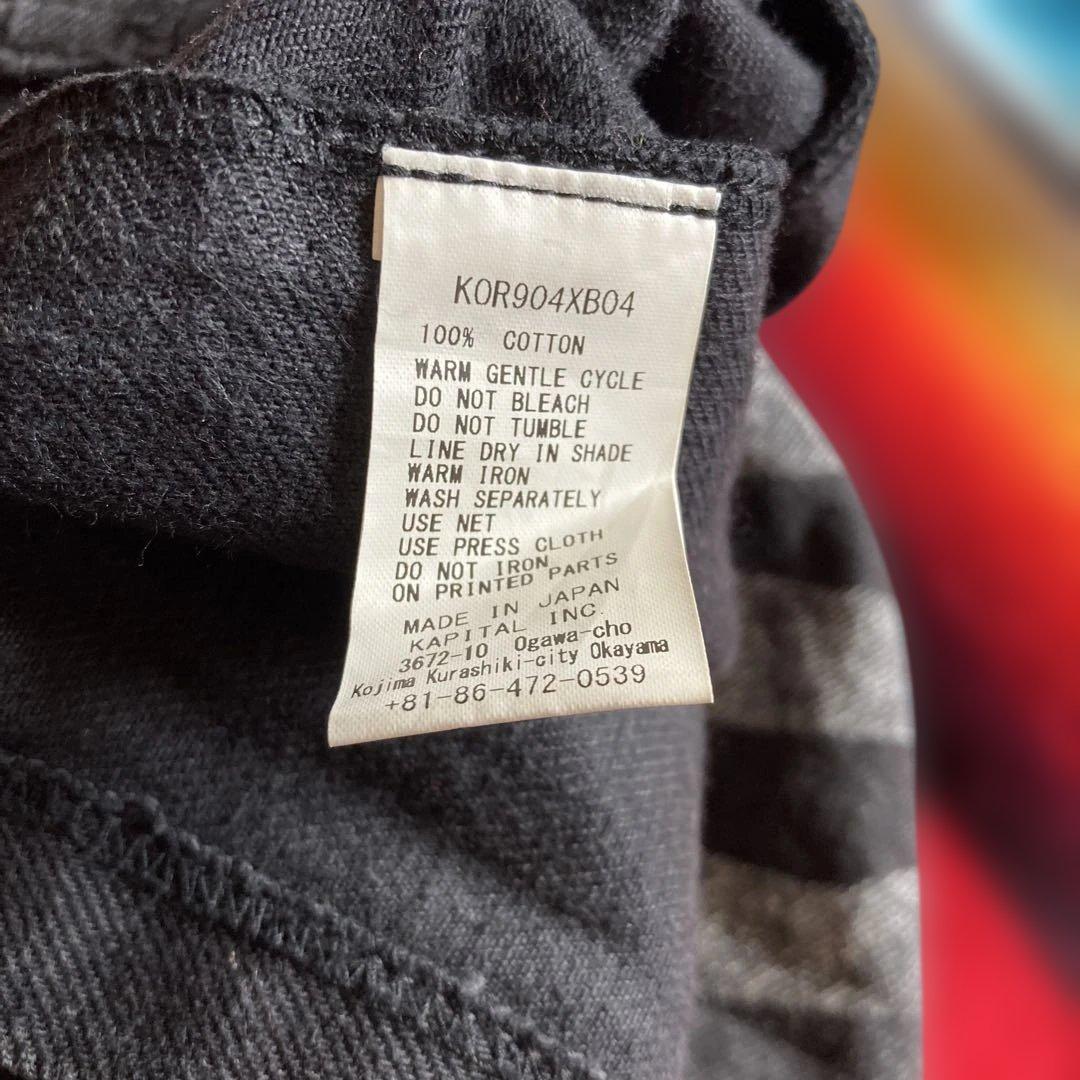 KOR904XB04
100% COTTON
WARM GENTLE CYCLE
DO NOT BLEACH
DO NOT TUMBLE
LINE DRY IN SHADE
WARM IRON
WASH SEPARATELY
USE NET
USE PRESS CLOTH
DO NOT IRON
ON PRINTED PARTS
MADE IN JAPAN
KAPITAL INC.
3672-10 Ogawa-cho
Kojima Kurashiki-city Okayama
+81-86-472-0539